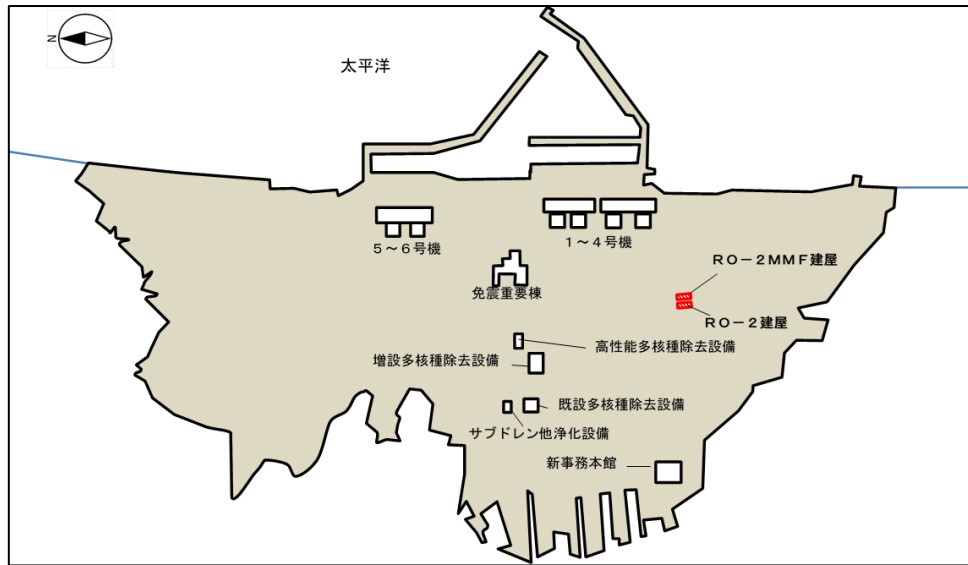 N
太平洋
５～６号機
１～４号機
免震重要棟
ＲＯ－２ＭＭＦ建屋
ＲＯ－２建屋
高性能多核種除去設備
増設多核種除去設備
既設多核種除去設備
サブドレン他浄化設備
新事務本館